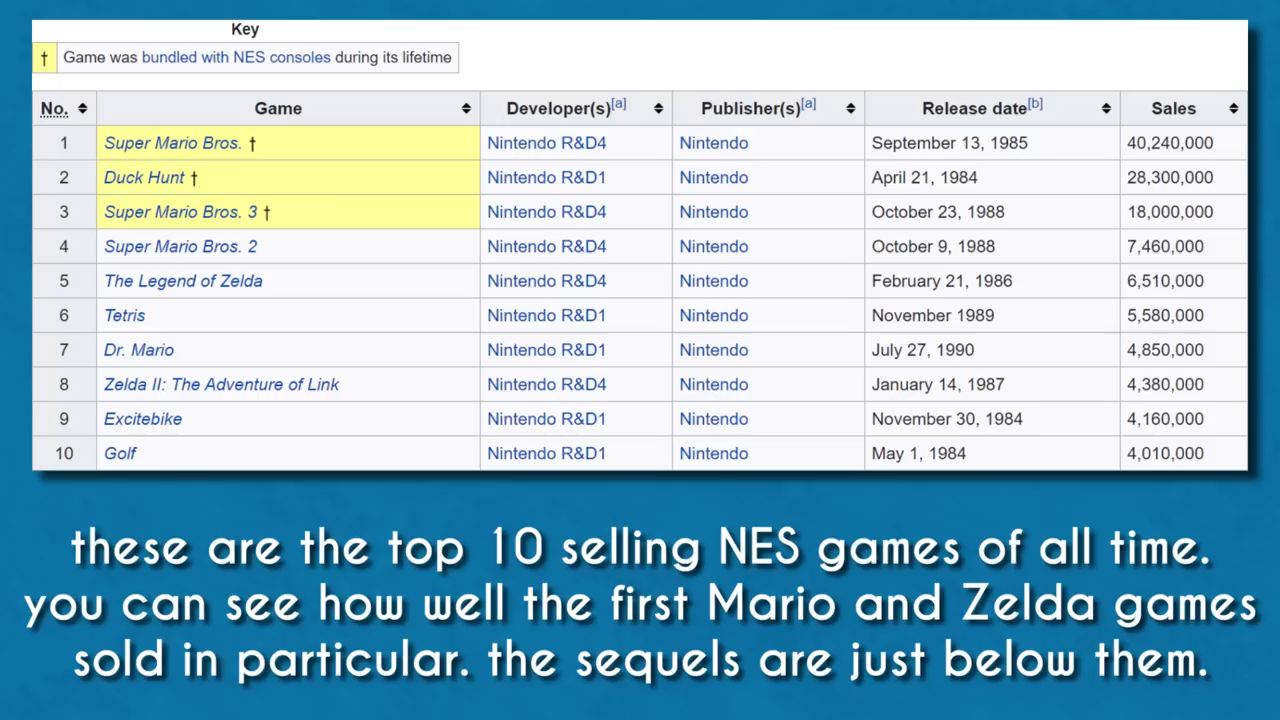 Key
† Game was bundled with NES consoles during its lifetime
No. Game Developer(s)[a] Publisher(s)[a] Release date[b] Sales
1 Super Mario Bros. † Nintendo R&D4 Nintendo September 13, 1985 40,240,000
2 Duck Hunt † Nintendo R&D1 Nintendo April 21, 1984 28,300,000
3 Super Mario Bros. 3 † Nintendo R&D4 Nintendo October 23, 1988 18,000,000
4 Super Mario Bros. 2 Nintendo R&D4 Nintendo October 9, 1988 7,460,000
5 The Legend of Zelda Nintendo R&D4 Nintendo February 21, 1986 6,510,000
6 Tetris Nintendo R&D1 Nintendo November 1989 5,580,000
7 Dr. Mario Nintendo R&D1 Nintendo July 27, 1990 4,850,000
8 Zelda II: The Adventure of Link Nintendo R&D4 Nintendo January 14, 1987 4,380,000
9 Excitebike Nintendo R&D1 Nintendo November 30, 1984 4,160,000
10 Golf Nintendo R&D1 Nintendo May 1, 1984 4,010,000
these are the top 10 selling NES games of all time.
you can see how well the first Mario and Zelda games
sold in particular. the sequels are just below them.